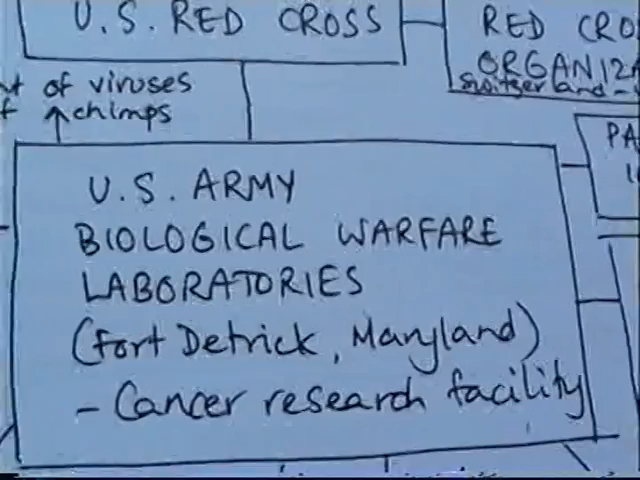 U.S. RED CROSS
RED CRO
ORGANIZA
Switzerland-
of viruses
↑chimps
PA
U.S. ARMY
BIOLOGICAL WARFARE
LABORATORIES
(Fort Detrick, Maryland)
- Cancer research facility